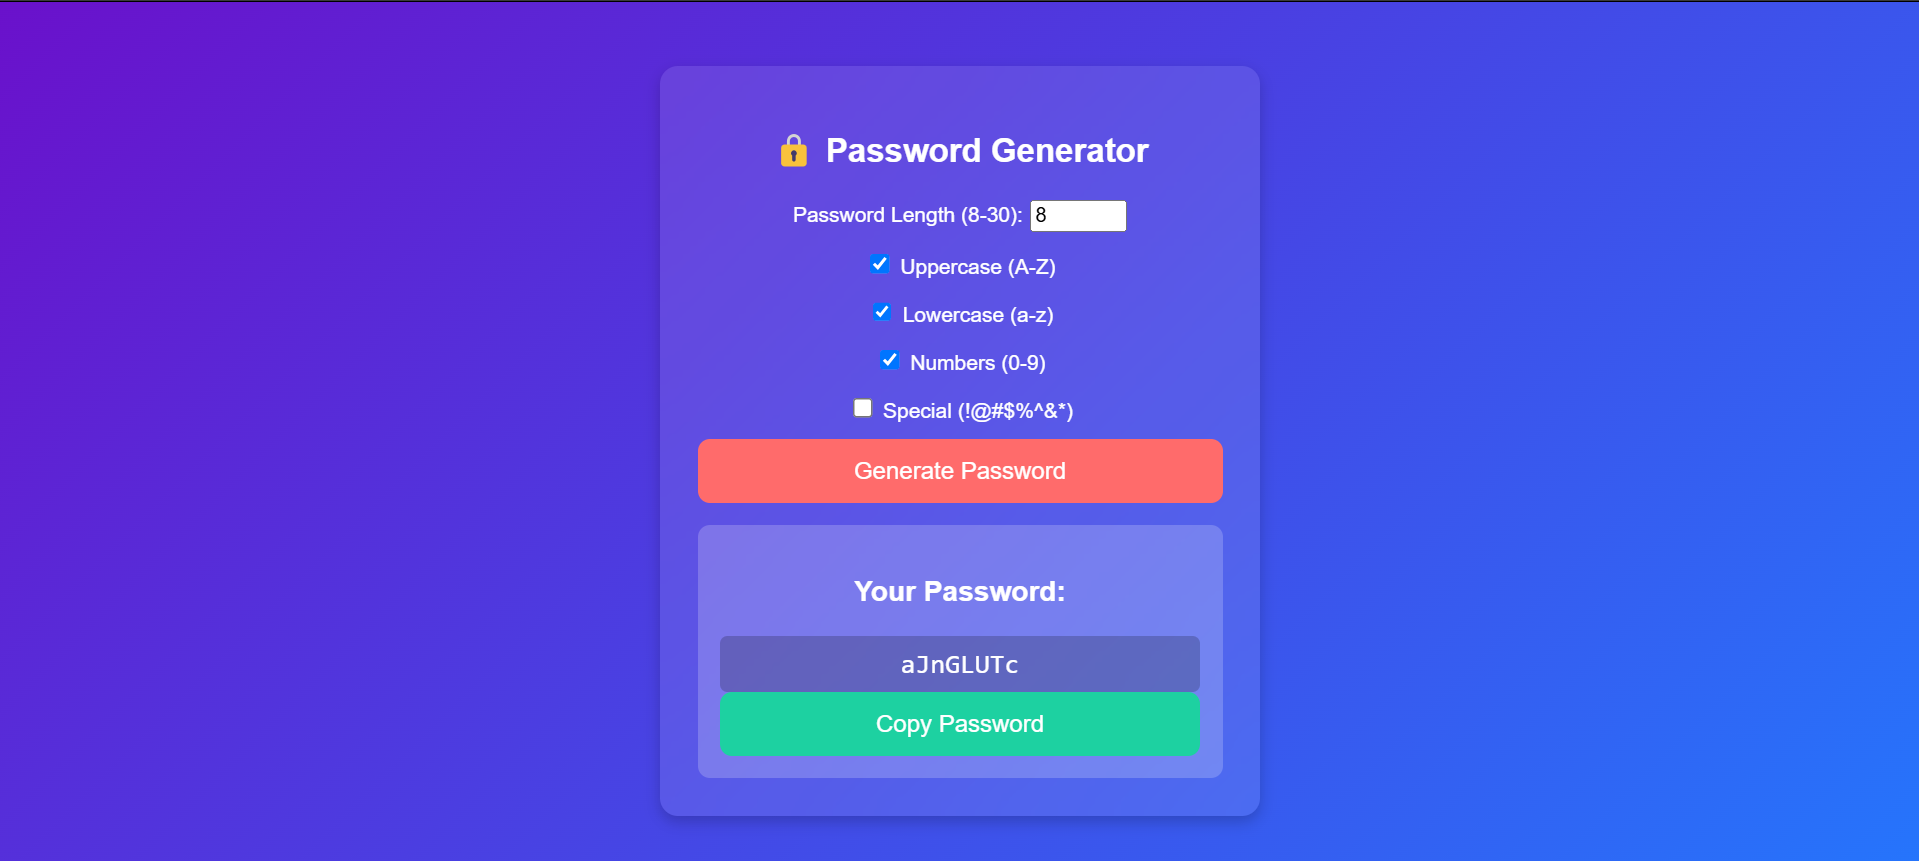 🔒 Password Generator
Password Length (8-30): 8
Uppercase (A-Z)
Lowercase (a-z)
Numbers (0-9)
Special (!@#$%^&*)
Generate Password
Your Password:
aJnGLUTc
Copy Password